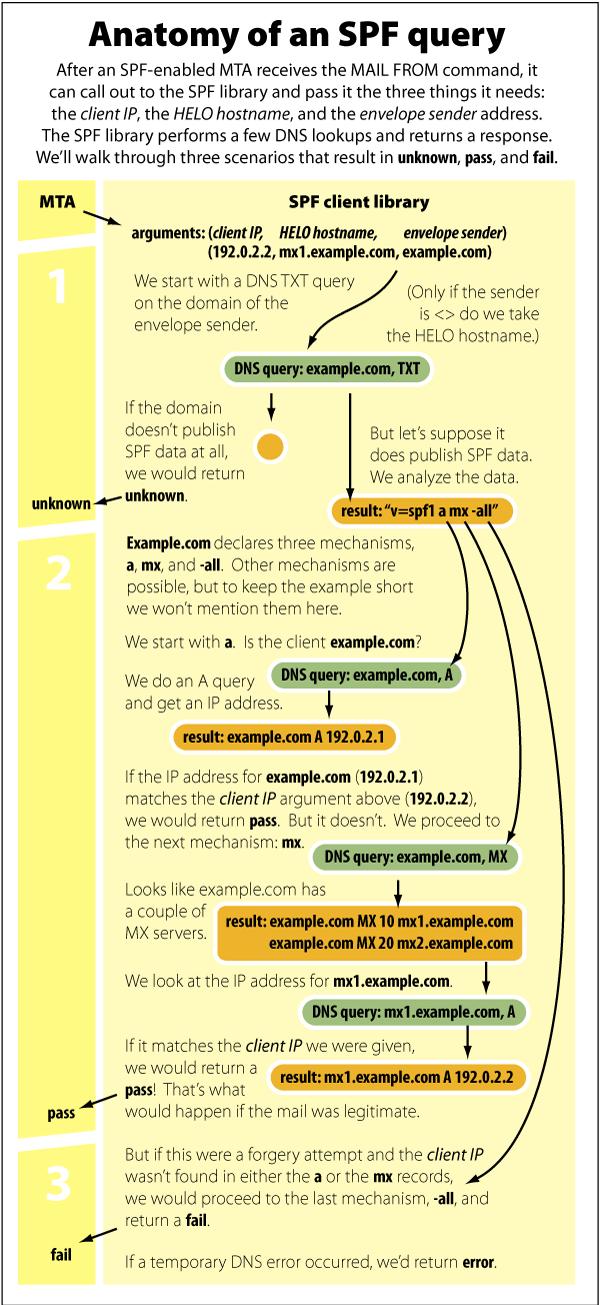 Anatomy of an SPF query
After an SPF-enabled MTA receives the MAIL FROM command, it
can call out to the SPF library and pass it the three things it needs:
the client IP, the HELO hostname, and the envelope sender address.
The SPF library performs a few DNS lookups and returns a response.
We'll walk through three scenarios that result in unknown, pass, and fail.
MTA
SPF client library
arguments: (client IP, HELO hostname, envelope sender)
(192.0.2.2, mx1.example.com, example.com)
1
We start with a DNS TXT query
on the domain of the
envelope sender.
(Only if the sender
is <> do we take
the HELO hostname.)
DNS query: example.com, TXT
If the domain
doesn't publish
SPF data at all,
we would return
unknown.
unknown
But let's suppose it
does publish SPF data.
We analyze the data.
result: "v=spf1 a mx -all"
2
Example.com declares three mechanisms,
a, mx, and -all. Other mechanisms are
possible, but to keep the example short
we won't mention them here.
We start with a. Is the client example.com?
DNS query: example.com, A
We do an A query
and get an IP address.
result: example.com A 192.0.2.1
If the IP address for example.com (192.0.2.1)
matches the client IP argument above (192.0.2.2),
we would return pass. But it doesn't. We proceed to
the next mechanism: mx.
DNS query: example.com, MX
Looks like example.com has
a couple of
MX servers.
result: example.com MX 10 mx1.example.com
example.com MX 20 mx2.example.com
We look at the IP address for mx1.example.com.
DNS query: mx1.example.com, A
If it matches the client IP we were given,
we would return a
pass! That's what
would happen if the mail was legitimate.
result: mx1.example.com A 192.0.2.2
pass
3
But if this were a forgery attempt and the client IP
wasn't found in either the a or the mx records,
we would proceed to the last mechanism, -all, and
return a fail.
fail
If a temporary DNS error occurred, we'd return error.